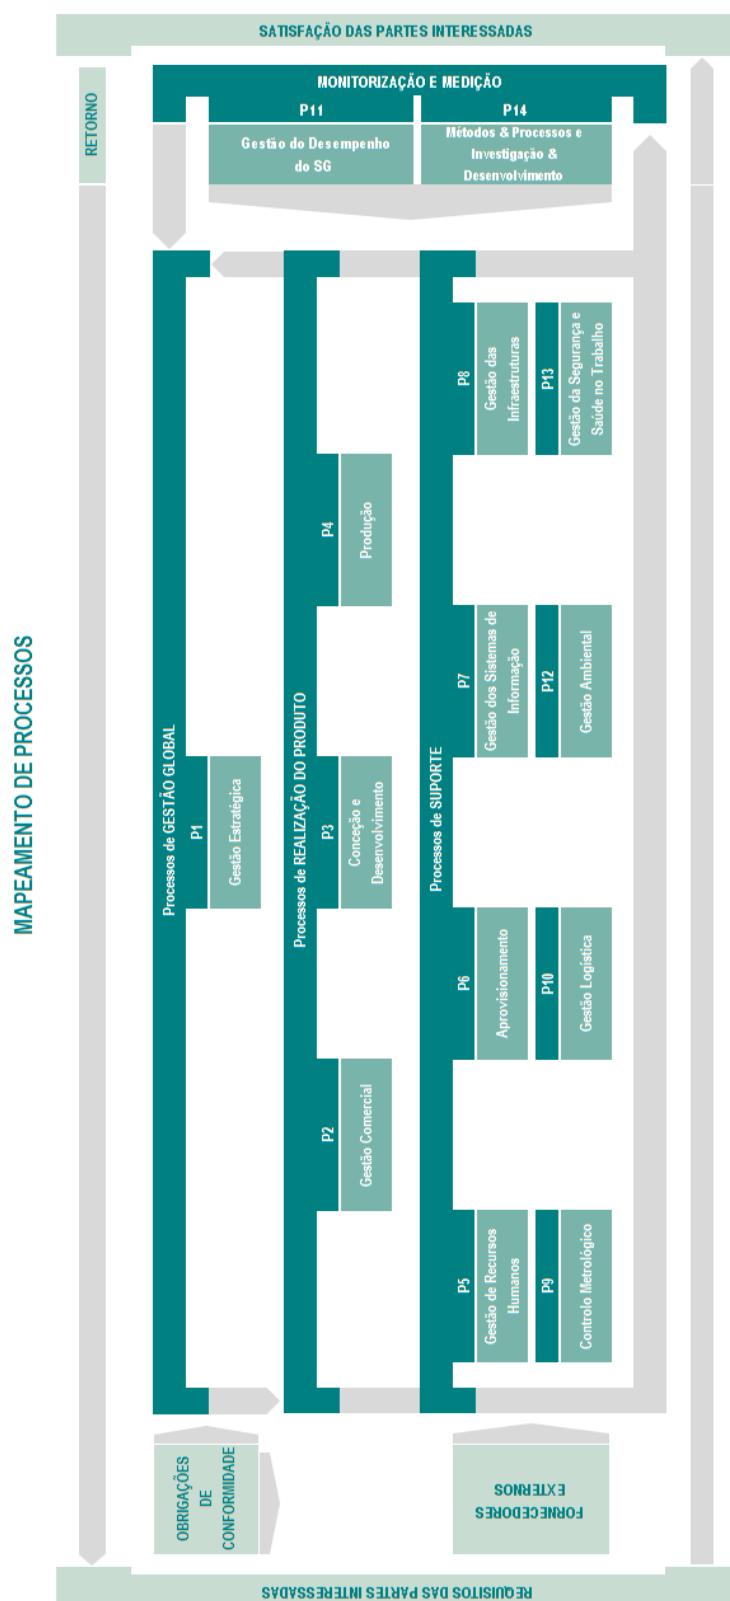 MAPEAMENTO DE PROCESSOS
SATISFAÇÃO DAS PARTES INTERESSADAS
RETORNO
MONITORIZAÇÃO E MEDIÇÃO
P11
Gestão do Desempenho
do SG
P14
Métodos & Processos e
Investigação &
Desenvolvimento
Processos de GESTÃO GLOBAL
P1
Gestão Estratégica
Processos de REALIZAÇÃO DO PRODUTO
P2
Gestão Comercial
P3
Conceção e
Desenvolvimento
P4
Produção
Processos de SUPORTE
P5
Gestão de Recursos
Humanos
P6
Aprovisionamento
P7
Gestão dos Sistemas de
Informação
P8
Gestão das
Infraestruturas
P9
Controlo Metrológico
P10
Gestão Logística
P12
Gestão Ambiental
P13
Gestão da Segurança e
Saúde no Trabalho
OBRIGAÇÕES
DE
CONFORMIDADE
FORNECEDORES
EXTERNOS
REQUISITOS DAS PARTES INTERESSADAS